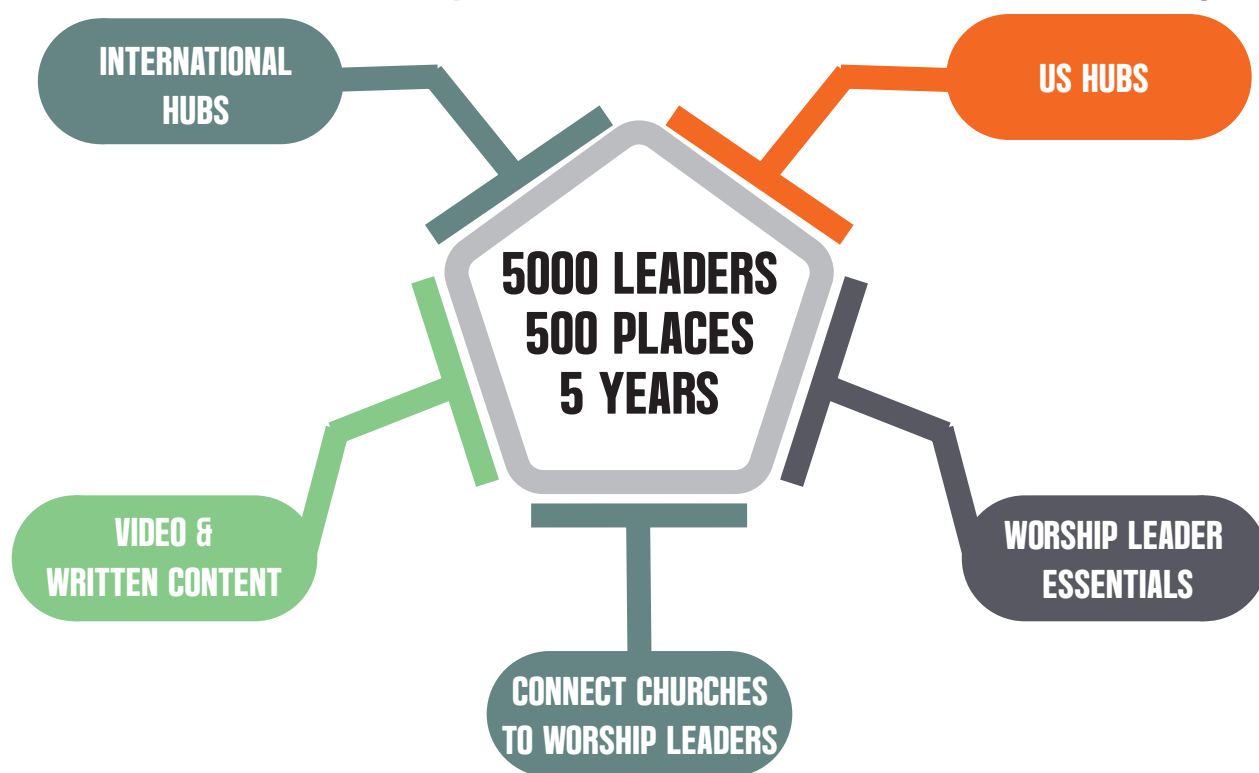 INTERNATIONAL
HUBS
US HUBS
5000 LEADERS
500 PLACES
5 YEARS
VIDEO &
WRITTEN CONTENT
WORSHIP LEADER
ESSENTIALS
CONNECT CHURCHES
TO WORSHIP LEADERS